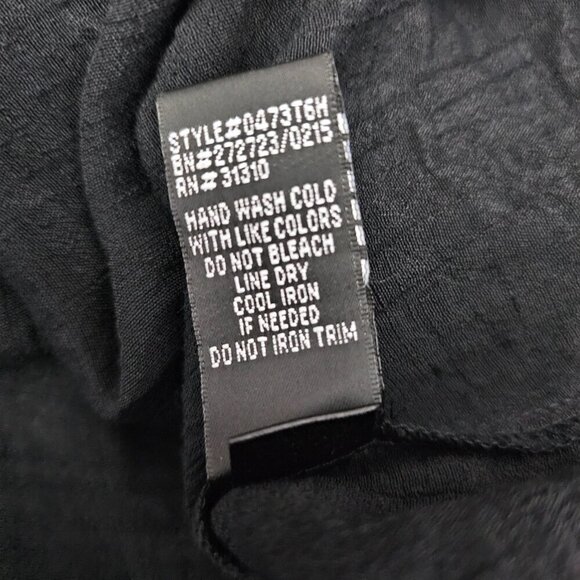 STYLE#0473T6H
BN#272723/0215
RN#31310
HAND WASH COLD
WITH LIKE COLORS
DO NOT BLEACH
LINE DRY
COOL IRON
IF NEEDED
DO NOT IRON TRIM